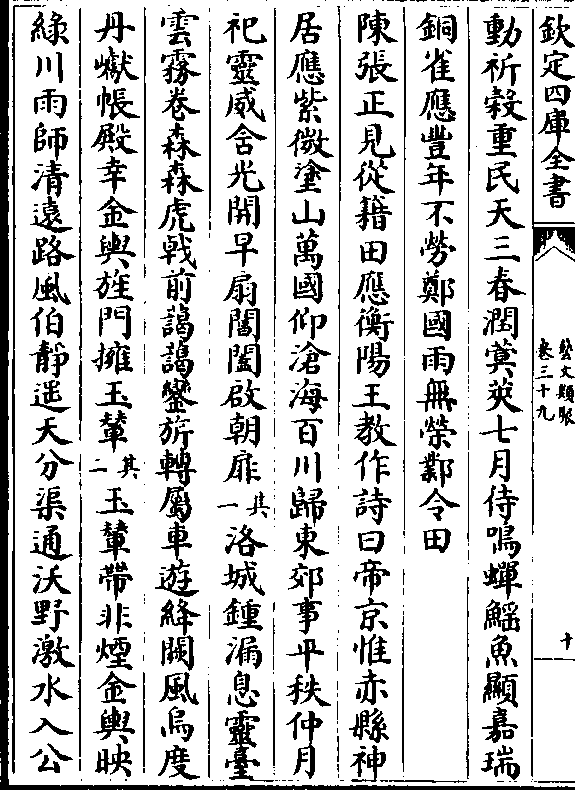 欽定四庫全書
藝文類聚
卷三十九
十
動祈糓重民天三春潤蓂莢七月待鳴蟬鰩魚顯嘉瑞
銅雀應豐年不勞鄭國雨無榮鄴令田
陳張正見從籍田應衡陽王教作詩曰帝京惟赤縣神
居應紫微塗山萬國仰滄海百川歸東郊事平秩仲月
祀靈威含光開早扇閶闔啟朝扉其一洛城鍾漏息靈臺
雲霧卷森森虎戟前藹藹鑾旂轉屬車遊絳闕風烏度
丹嶽帳殿幸金輿旌門擁玉輦其二玉輦帶非煙金輿映
綠川雨師清遠路風伯靜遥天分渠通沃野激水入公